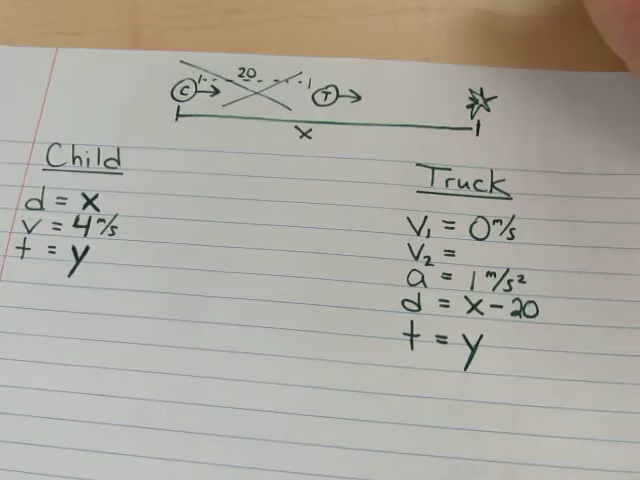 20
C
T
x
Child
d = x
v = 4 m/s
t = y
Truck
V₁ = 0 m/s
V₂ =
a = 1 m/s²
d = x - 20
t = y